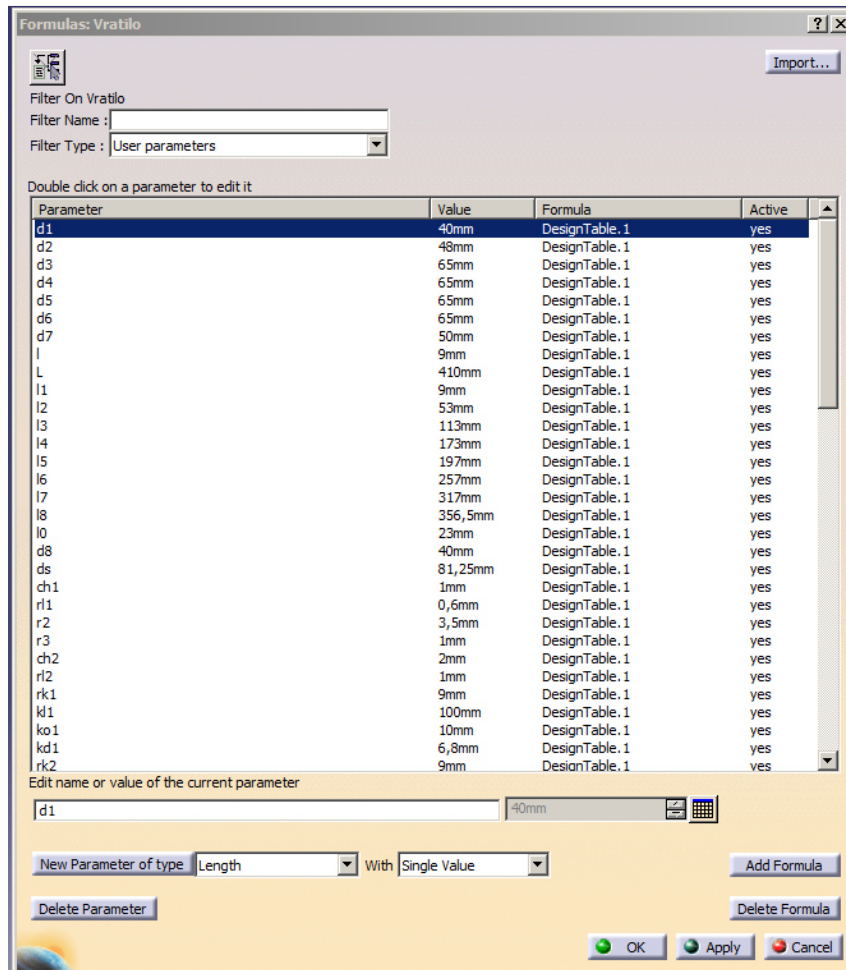 Formulas: Vratilo
Import...
Filter On Vratilo
Filter Name :
Filter Type : User parameters
Double click on a parameter to edit it
Parameter Value Formula Active
d1 40mm DesignTable.1 yes
d2 48mm DesignTable.1 yes
d3 65mm DesignTable.1 yes
d4 65mm DesignTable.1 yes
d5 65mm DesignTable.1 yes
d6 65mm DesignTable.1 yes
d7 50mm DesignTable.1 yes
l 9mm DesignTable.1 yes
L 410mm DesignTable.1 yes
l1 9mm DesignTable.1 yes
l2 53mm DesignTable.1 yes
l3 113mm DesignTable.1 yes
l4 173mm DesignTable.1 yes
l5 197mm DesignTable.1 yes
l6 257mm DesignTable.1 yes
l7 317mm DesignTable.1 yes
l8 356,5mm DesignTable.1 yes
l0 23mm DesignTable.1 yes
d8 40mm DesignTable.1 yes
ds 81,25mm DesignTable.1 yes
ch1 1mm DesignTable.1 yes
rl1 0,6mm DesignTable.1 yes
r2 3,5mm DesignTable.1 yes
r3 1mm DesignTable.1 yes
ch2 2mm DesignTable.1 yes
rl2 1mm DesignTable.1 yes
rk1 9mm DesignTable.1 yes
kl1 100mm DesignTable.1 yes
ko1 10mm DesignTable.1 yes
kd1 6,8mm DesignTable.1 yes
rk2 9mm DesignTable.1 yes
Edit name or value of the current parameter
d1 40mm
New Parameter of type Length With Single Value Add Formula
Delete Parameter Delete Formula
OK Apply Cancel